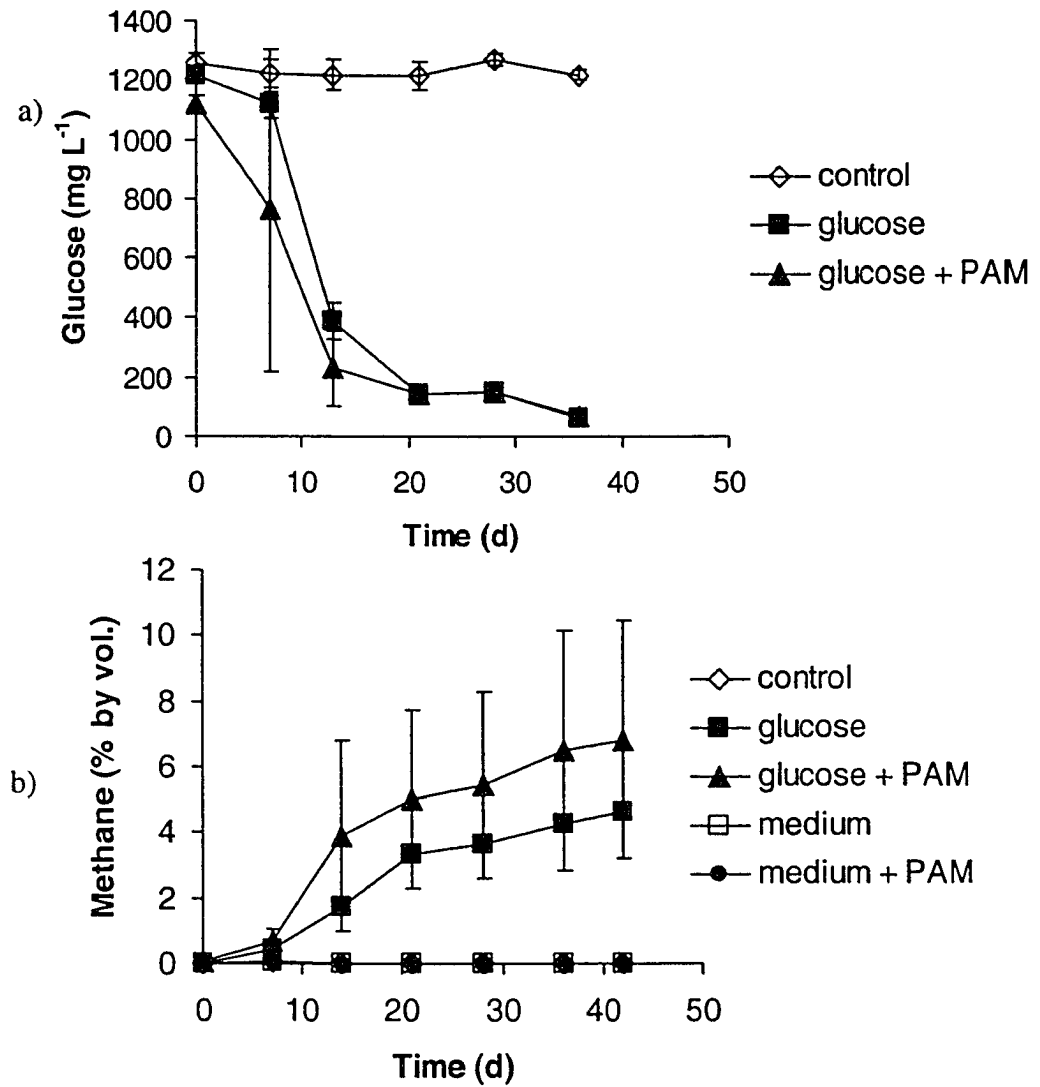 a)
Glucose (mg L⁻¹)
1400
1200
1000
800
600
400
200
0
0 10 20 30 40 50
Time (d)
control
glucose
glucose + PAM
b)
Methane (% by vol.)
12
10
8
6
4
2
0
0 10 20 30 40 50
Time (d)
control
glucose
glucose + PAM
medium
medium + PAM